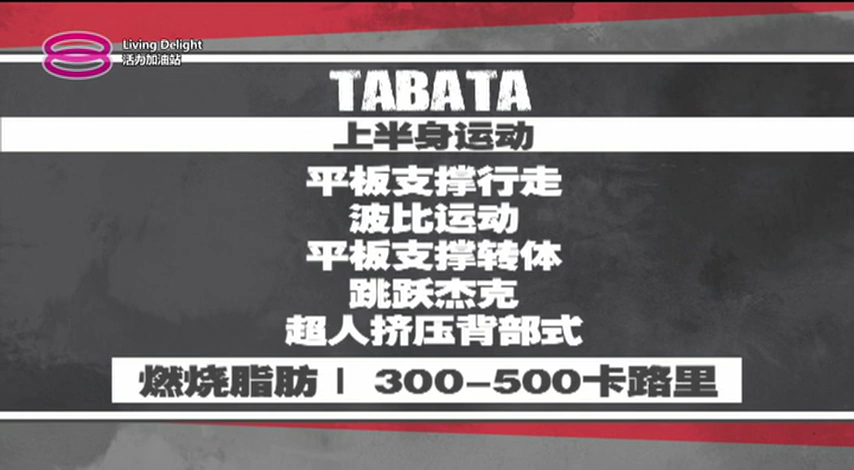 Living Delight
活力加油站
TABATA
上半身运动
平板支撑行走
波比运动
平板支撑转体
跳跃杰克
超人挤压背部式
燃烧脂肪 | 300-500卡路里